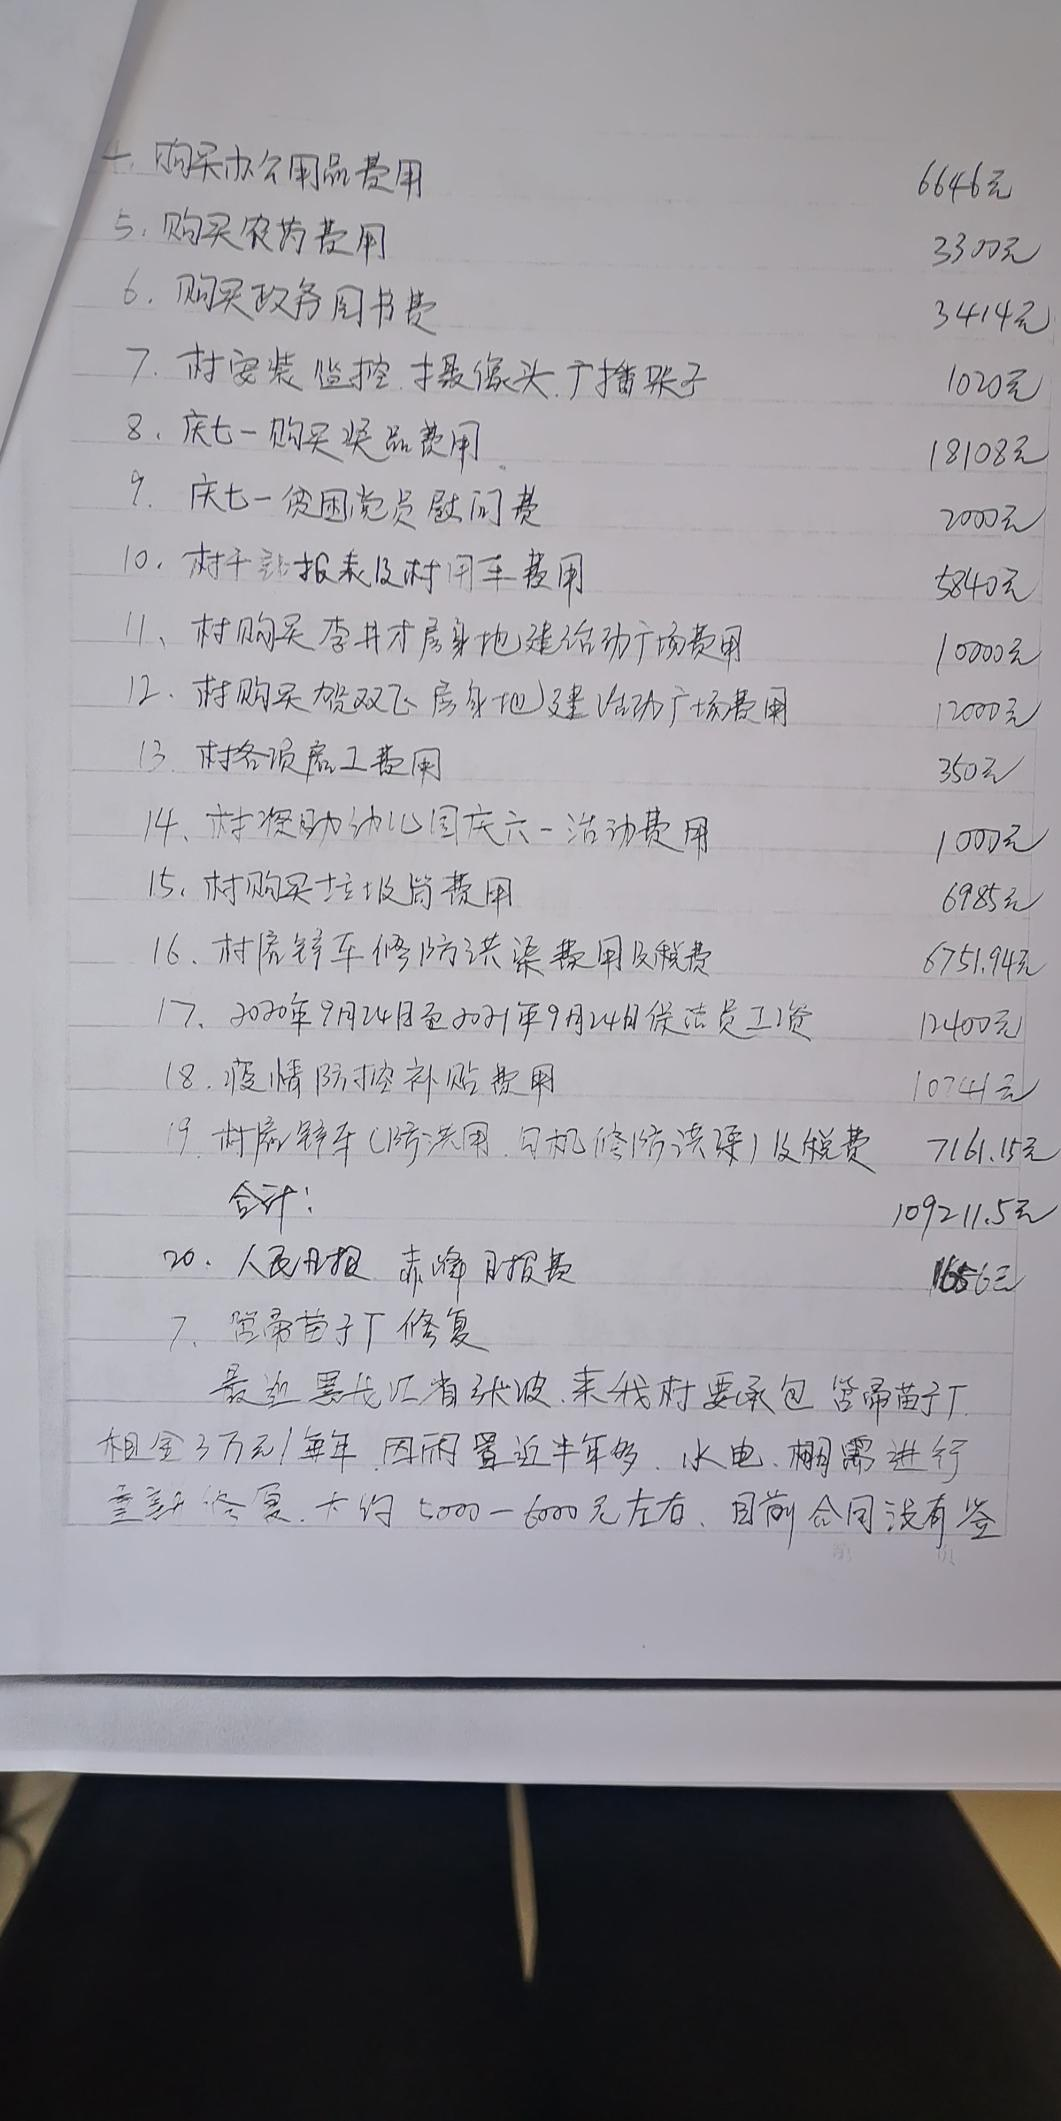 购买办公用品费用 6646元
5. 购买农药费用 3300元
6. 购买政务图书费 3414元
7. 村安装监控.摄像头.广播架子 1020元
8. 庆七一购买奖品费用 18108元
9. 庆七一贫困党员慰问费 2000元
10. 村干部报表及村用车费用 5840元
11、村购买李井才房身地建活动广场费用 10000元
12. 村购买贺双飞房身地建活动广场费用 12000元
13. 村各项雇工费用 350元
14、村资助幼儿园庆六一活动费用 1000元
15. 村购买垃圾筒费用 6985元
16. 村雇铲车修防洪渠费用及税费 6751.94元
17. 2020年9月24日至2021年9月24日保洁员工资 12400元
18. 疫情防控补贴费用 10741元
19. 村雇铲车(防洪用.勾机修防洪渠)及税费 7161.15元
合计: 109211.5元
20. 人民日报 赤峰日报费 1656元
7. 苗子厂修复
最近黑龙江省张波.来我村要承包苗子厂.
租金3万元/每年.因闲置近半年多.水电.棚需进行
重新修复.大约5000-6000元左右.目前合同没有签
第 页